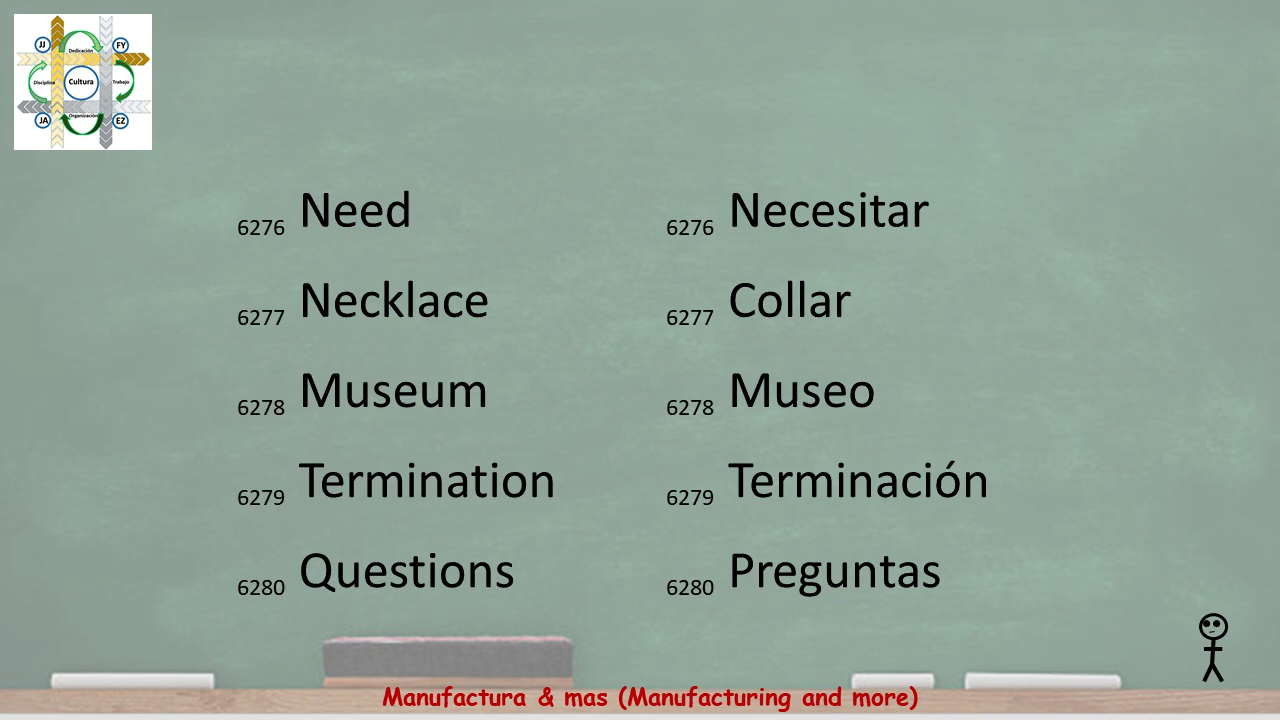 JJ
FY
Dedicación
Disciplina
Cultura
Trabajo
Organización
JA
EZ
6276 Need 6276 Necesitar
6277 Necklace 6277 Collar
6278 Museum 6278 Museo
6279 Termination 6279 Terminación
6280 Questions 6280 Preguntas
Manufactura & mas (Manufacturing and more)